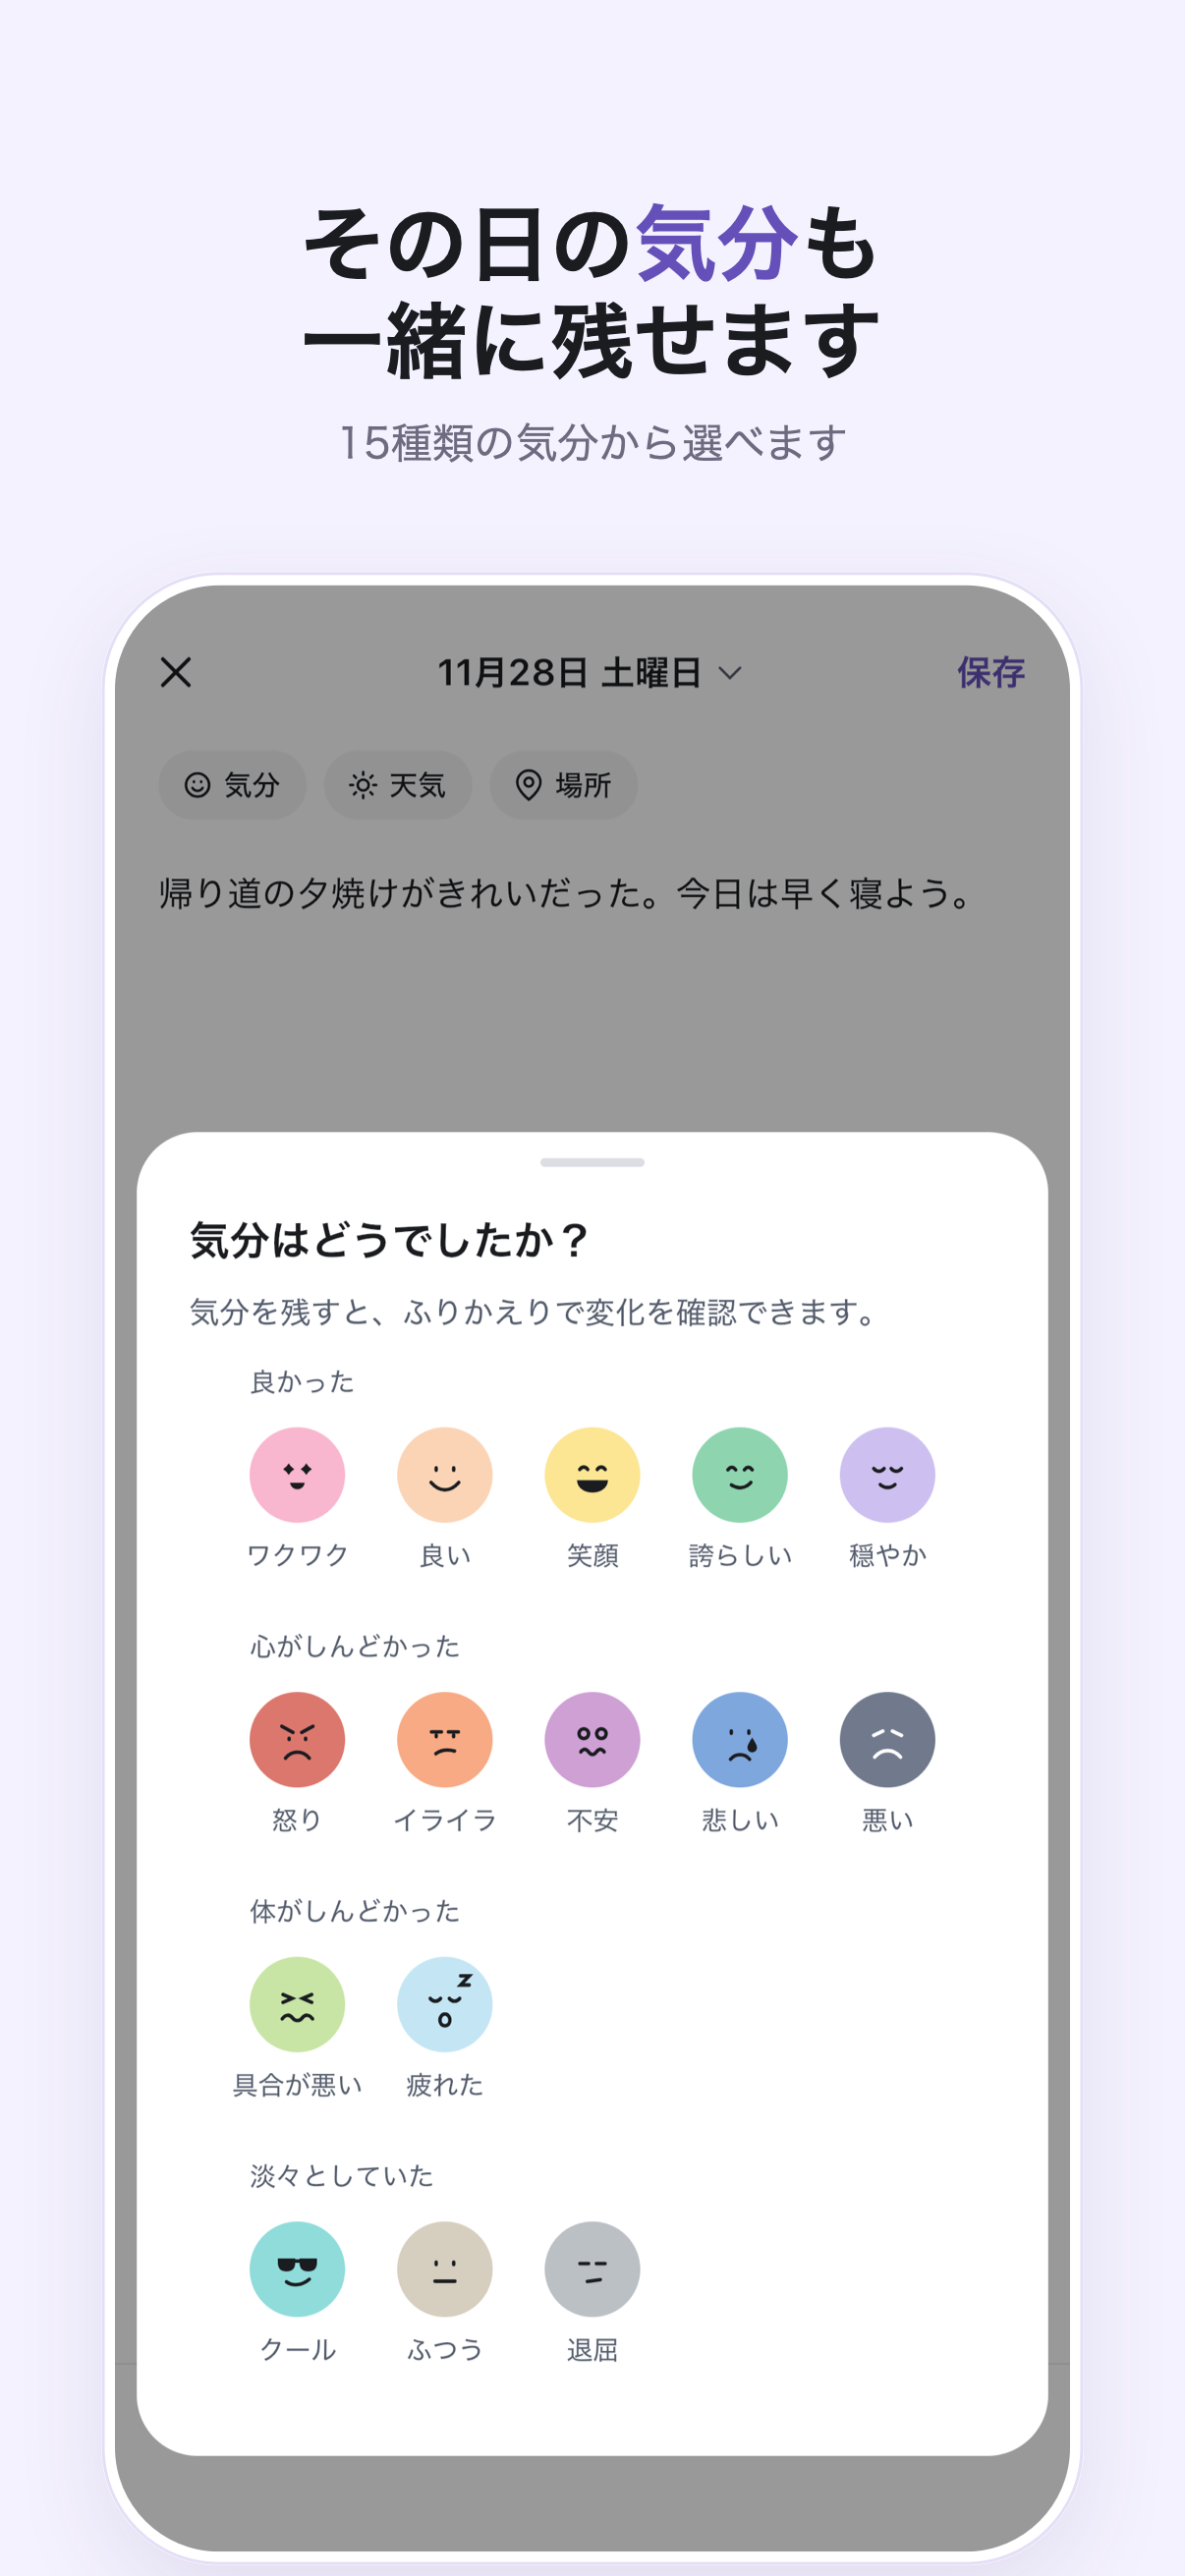 その日の気分も
一緒に残せます
15種類の気分から選べます
11月28日 土曜日
保存
気分 天気 場所
帰り道の夕焼けがきれいだった。今日は早く寝よう。
気分はどうでしたか？
気分を残すと、ふりかえりで変化を確認できます。
良かった
ワクワク 良い 笑顔 誇らしい 穏やか
心がしんどかった
怒り イライラ 不安 悲しい 悪い
体がしんどかった
z
具合が悪い 疲れた
淡々としていた
クール ふつう 退屈